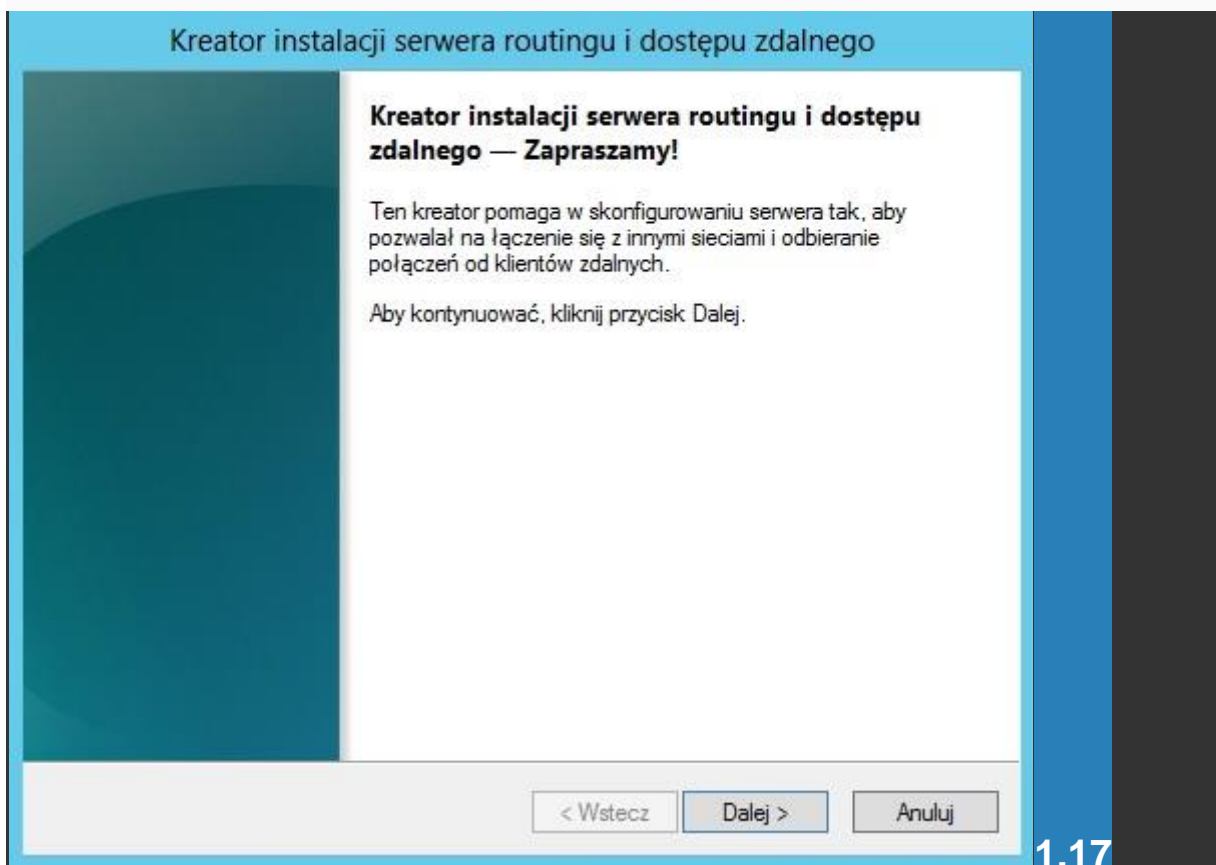 Kreator instalacji serwera routingu i dostępu zdalnego
Kreator instalacji serwera routingu i dostępu
zdalnego — Zapraszamy!
Ten kreator pomaga w skonfigurowaniu serwera tak, aby
pozwalał na łączenie się z innymi sieciami i odbieranie
połączeń od klientów zdalnych.
Aby kontynuować, kliknij przycisk Dalej.
< Wstecz Dalej > Anuluj
1.17